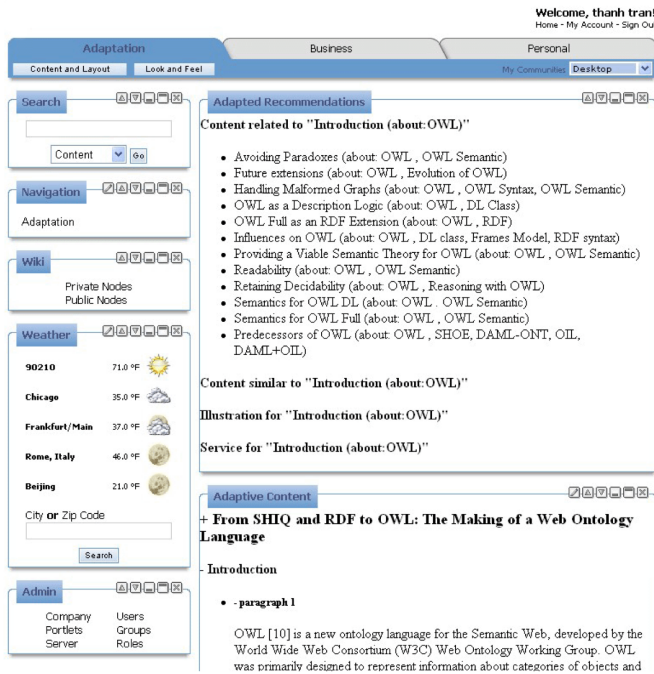 Welcome, thanh tran!
Home - My Account - Sign Ou
Adaptation Business Personal
Content and Layout Look and Feel My Communities Desktop
Search
Content Go
Navigation
Adaptation
Wiki
Private Nodes
Public Nodes
Weather
90210 71.0 °F
Chicago 35.0 °F
Frankfurt/Main 37.0 °F
Rome, Italy 46.0 °F
Beijing 21.0 °F
City or Zip Code
Search
Admin
Company Users
Portlets Groups
Server Roles
Adapted Recommendations
Content related to "Introduction (about:OWL)"
• Avoiding Paradoxes (about: OWL , OWL Semantic)
• Future extensions (about: OWL , Evolution of OWL)
• Handling Malformed Graphs (about: OWL , OWL Syntax, OWL Semantic)
• OWL as a Description Logic (about: OWL , DL Class)
• OWL Full as an RDF Extension (about: OWL , RDF)
• Influences on OWL (about: OWL , DL class, Frames Model, RDF syntax)
• Providing a Viable Semantic Theory for OWL (about: OWL , OWL Semantic)
• Readability (about: OWL , OWL Semantic)
• Retaining Decidability (about: OWL , Reasoning with OWL)
• Semantics for OWL DL (about: OWL . OWL Semantic)
• Semantics for OWL Full (about: OWL , OWL Semantic)
• Predecessors of OWL (about: OWL , SHOE, DAML-ONT, OIL,
DAML+OIL)
Content similar to "Introduction (about:OWL)"
Illustration for "Introduction (about:OWL)"
Service for "Introduction (about:OWL)"
Adaptive Content
+ From SHIQ and RDF to OWL: The Making of a Web Ontology
Language
- Introduction
• - paragraph 1
OWL [10] is a new ontology language for the Semantic Web, developed by the
World Wide Web Consortium (W3C) Web Ontology Working Group. OWL
was primarily designed to represent information about categories of objects and